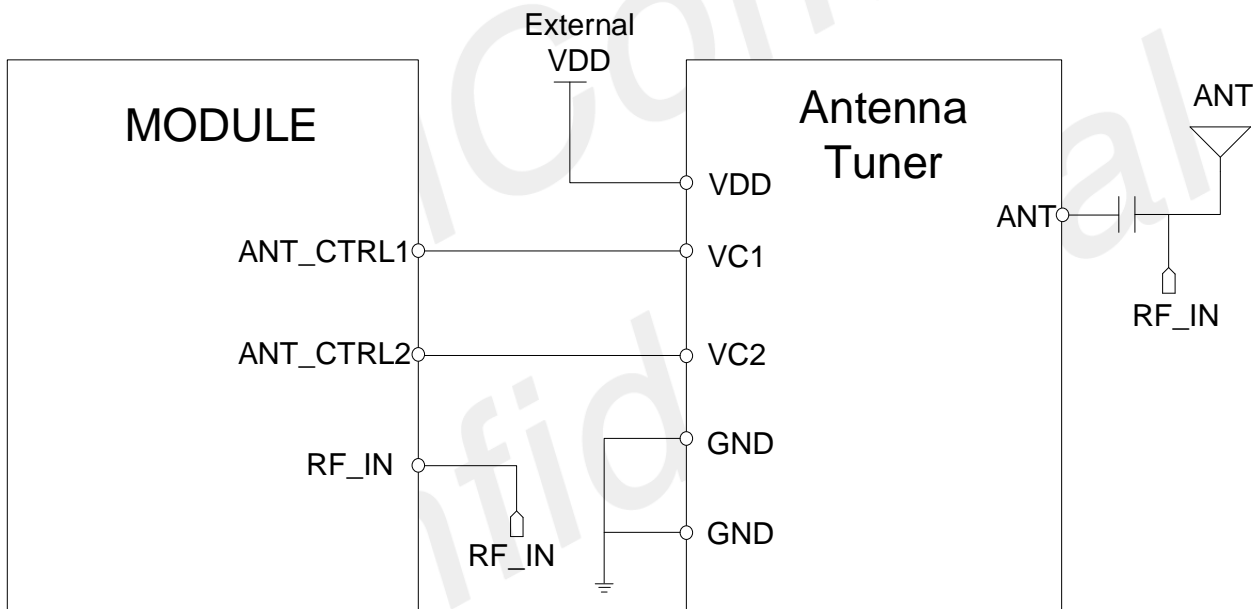 External
VDD
MODULE
Antenna
Tuner
ANT
VDD
ANT
ANT_CTRL1
VC1
RF_IN
ANT_CTRL2
VC2
GND
RF_IN
GND
RF_IN